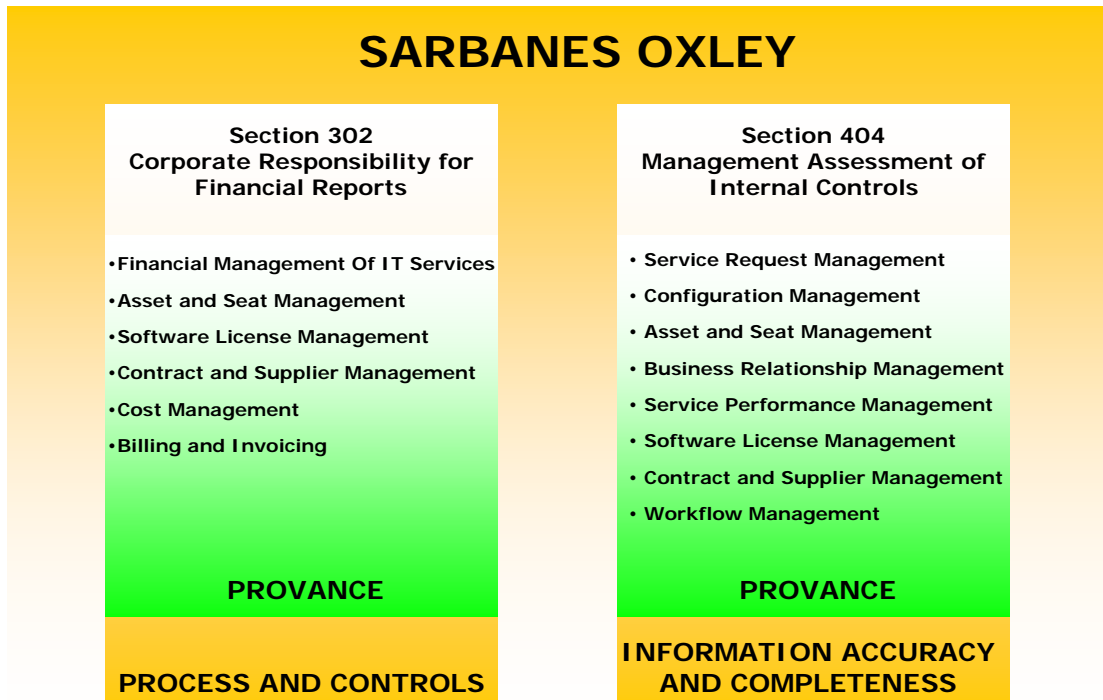 SARBANES OXLEY
Section 302
Corporate Responsibility for
Financial Reports
•Financial Management Of IT Services
•Asset and Seat Management
•Software License Management
•Contract and Supplier Management
•Cost Management
•Billing and Invoicing
PROVANCE
PROCESS AND CONTROLS
Section 404
Management Assessment of
Internal Controls
• Service Request Management
• Configuration Management
• Asset and Seat Management
• Business Relationship Management
• Service Performance Management
• Software License Management
• Contract and Supplier Management
• Workflow Management
PROVANCE
INFORMATION ACCURACY
AND COMPLETENESS